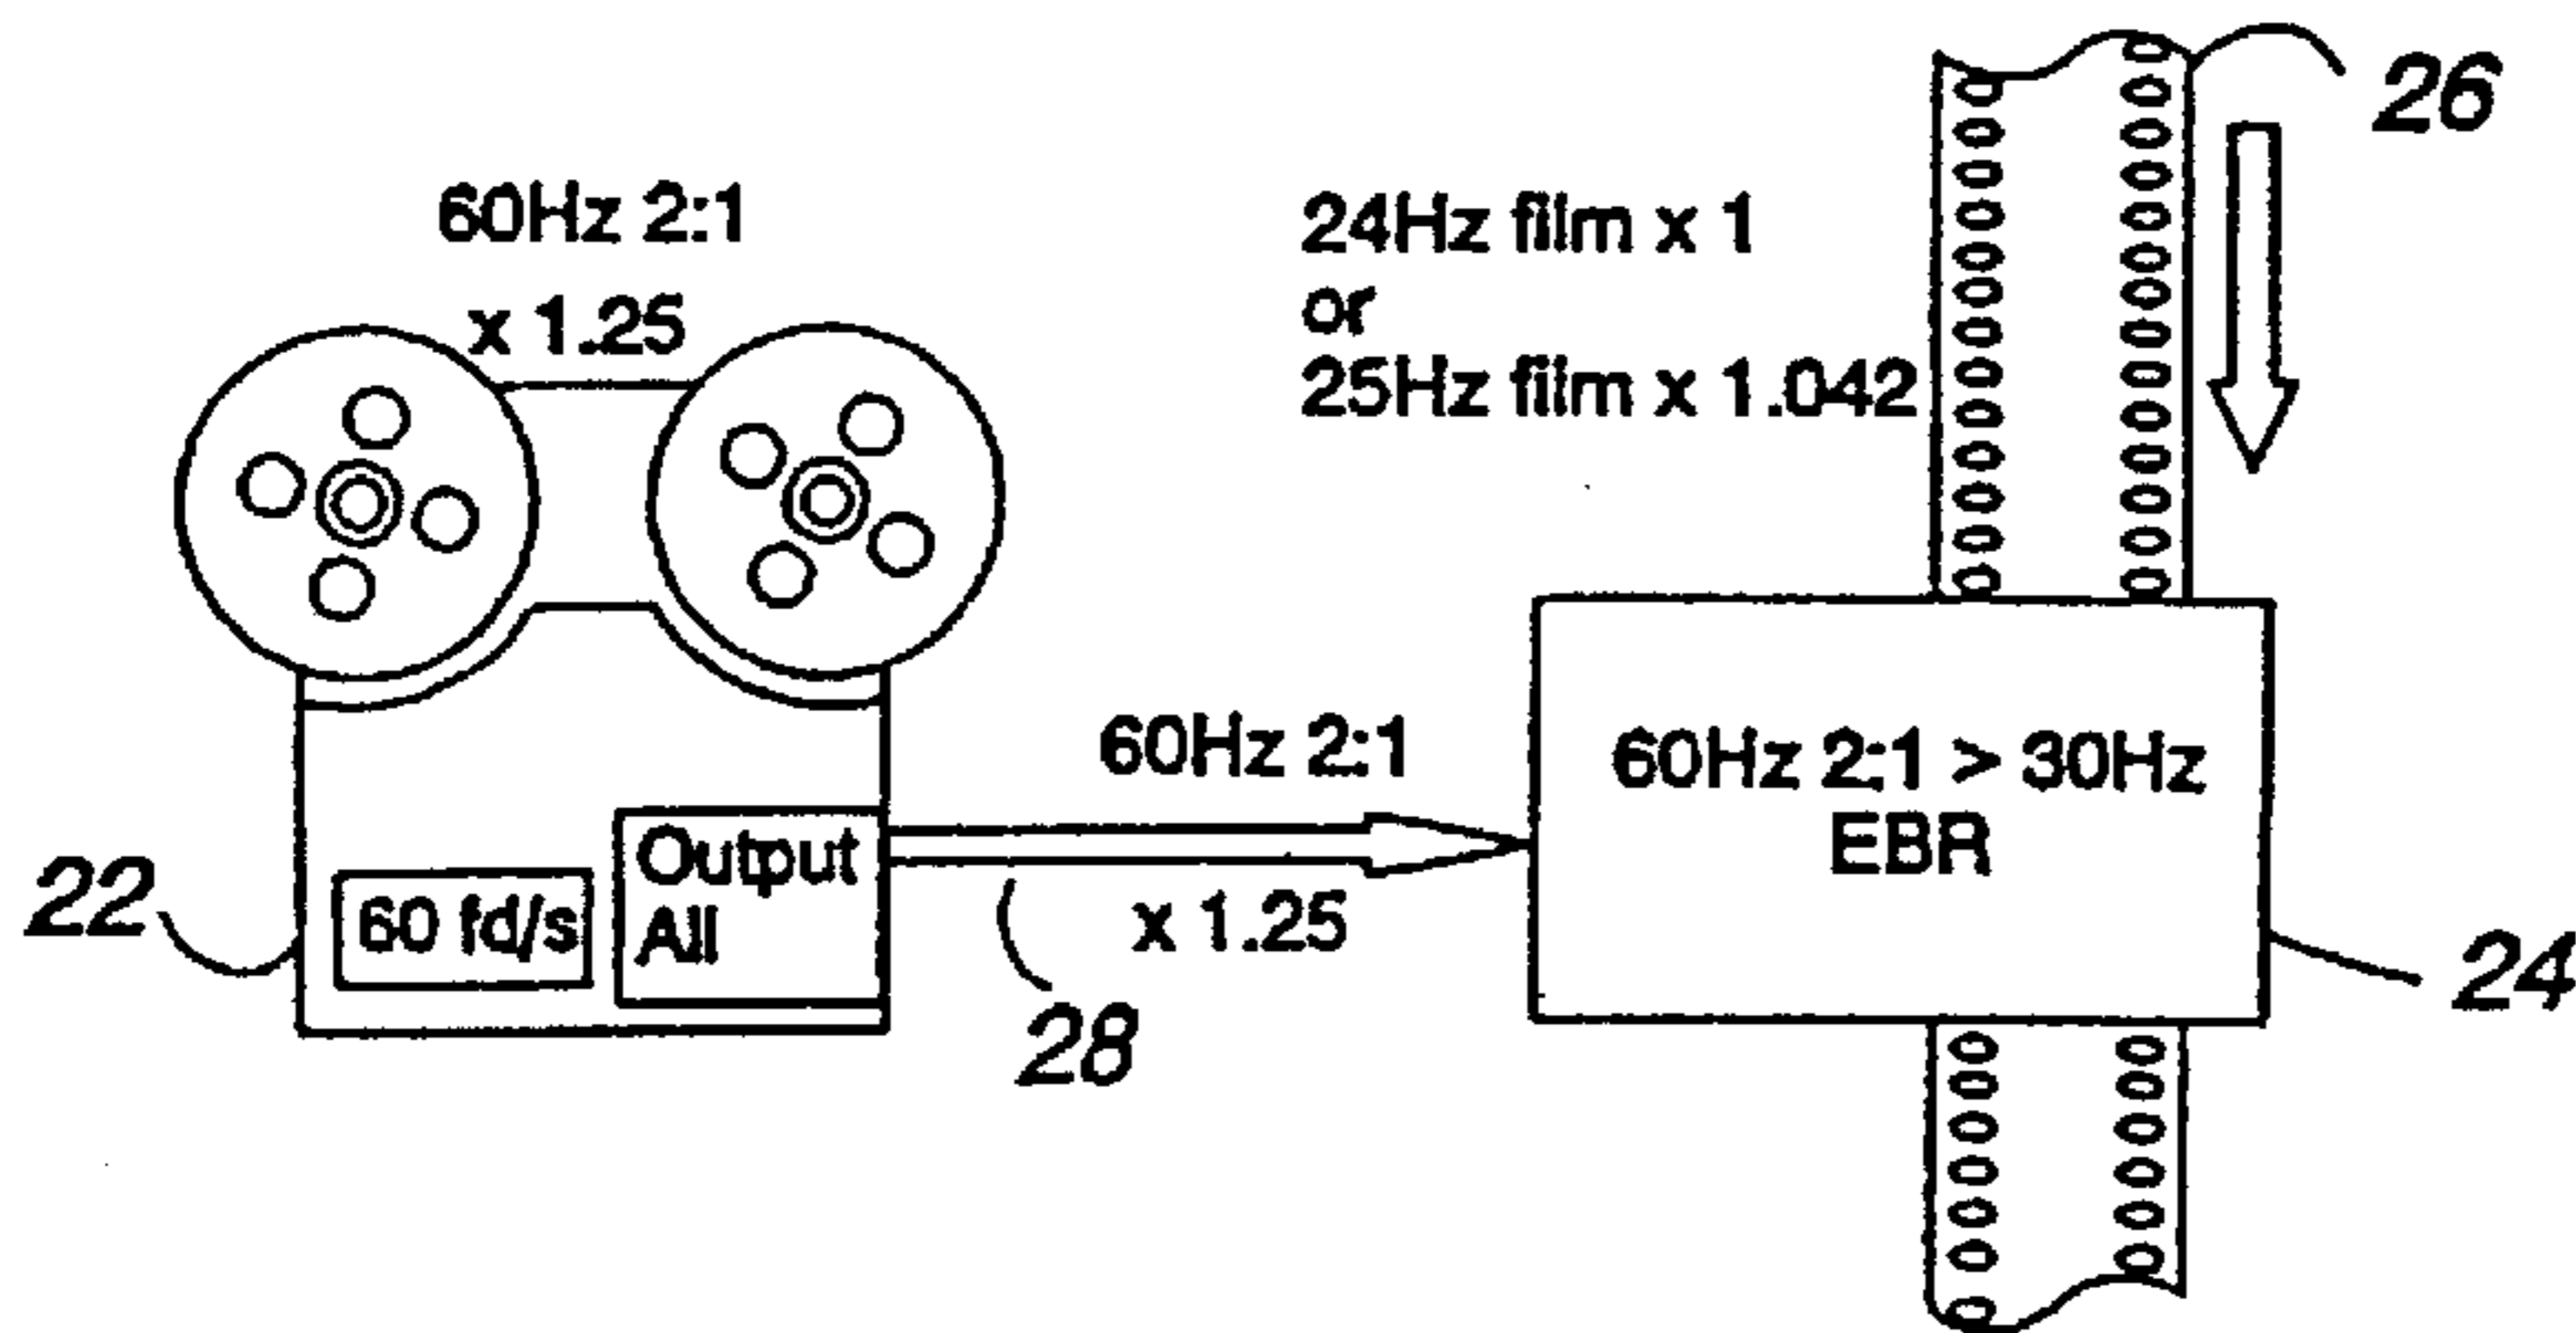 26
60Hz 2:1
x 1.25
24Hz film x 1
or
25Hz film x 1.042
60Hz 2:1
x 1.25
60Hz 2:1 > 30Hz
EBR
Output
All
60 fd/s
22
28
24